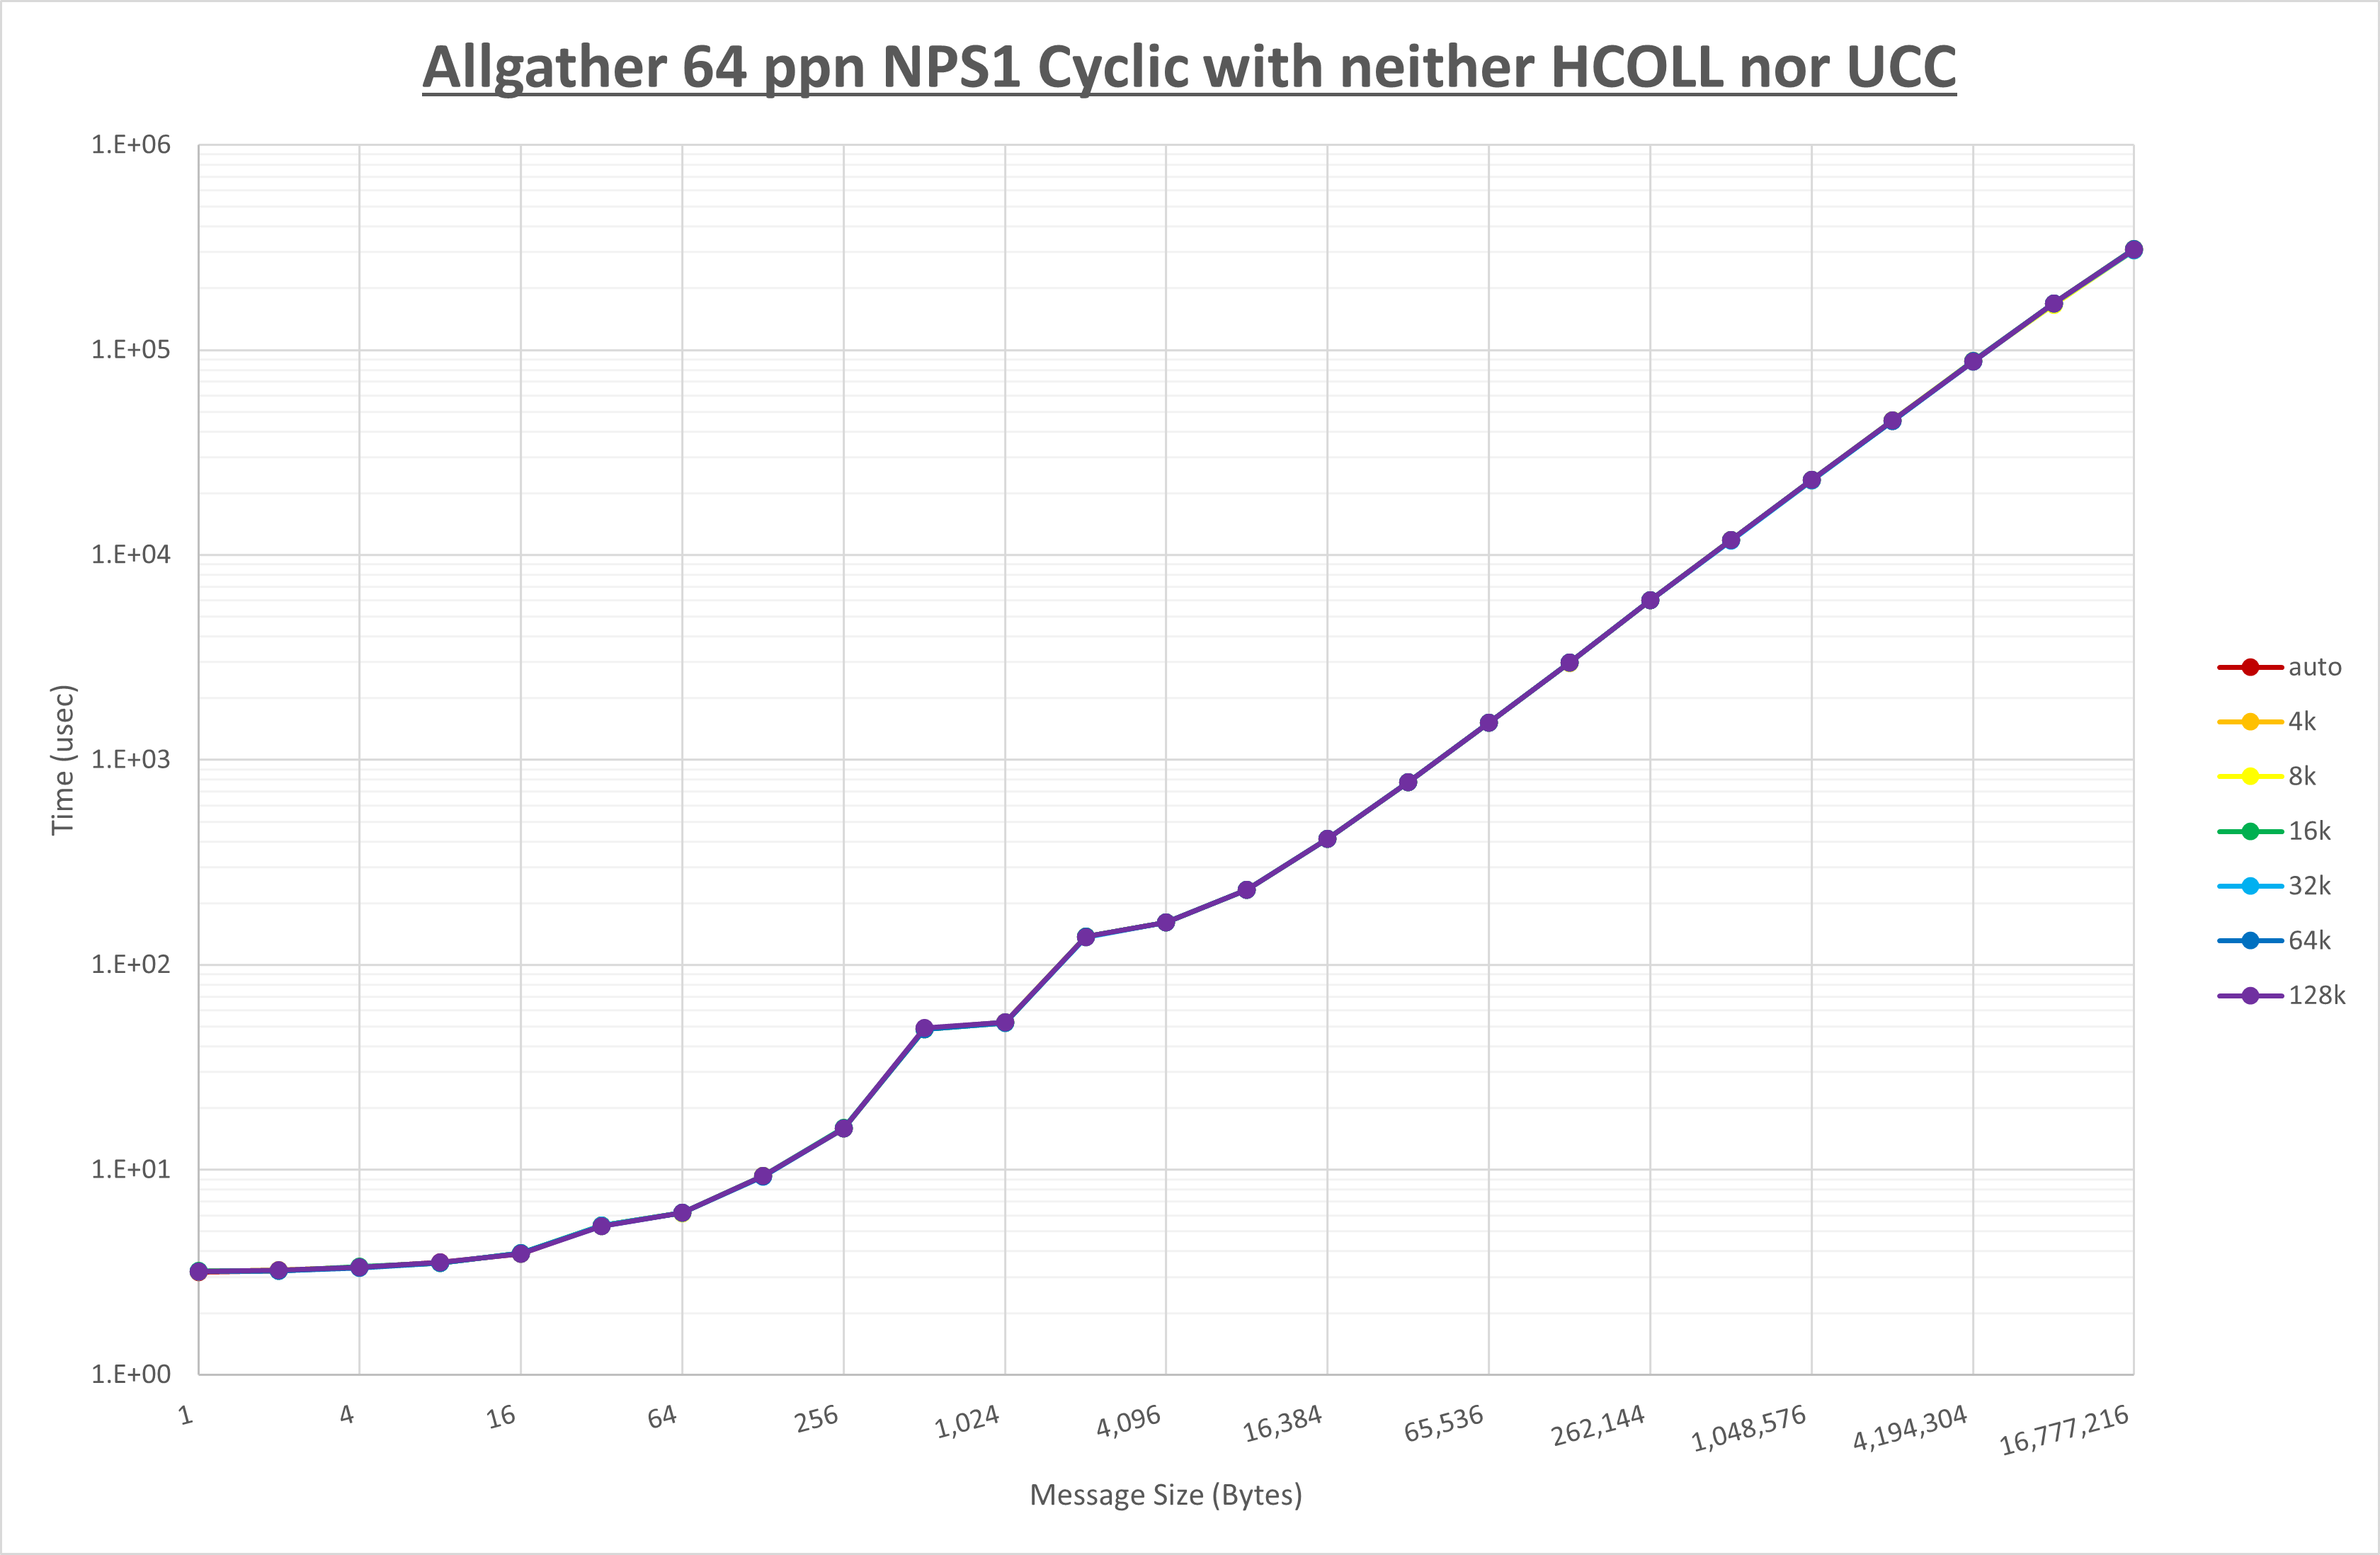 Allgather 64 ppn NPS1 Cyclic with neither HCOLL nor UCC
1.E+06
1.E+05
1.E+04
1.E+03
1.E+02
1.E+01
1.E+00
Time (usec)
1
4
16
64
256
1,024
4,096
16,384
65,536
262,144
1,048,576
4,194,304
16,777,216
Message Size (Bytes)
auto
4k
8k
16k
32k
64k
128k